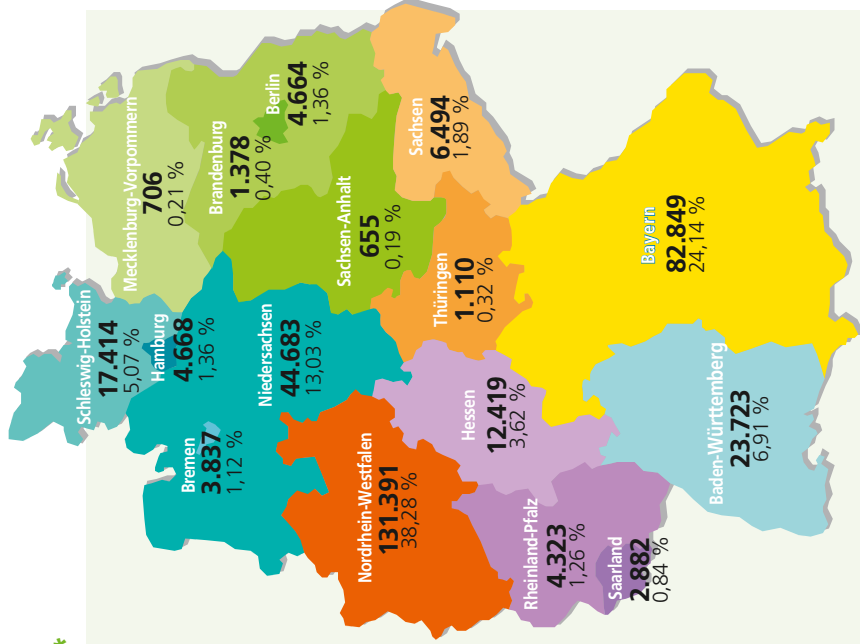 Schleswig-Holstein
17.414
5,07 %
Hamburg
4.668
1,36 %
Mecklenburg-Vorpommern
706
0,21 %
Bremen
3.837
1,12 %
Niedersachsen
44.683
13,03 %
Brandenburg
1.378
0,40 %
Berlin
4.664
1,36 %
Sachsen-Anhalt
655
0,19 %
Nordrhein-Westfalen
131.391
38,28 %
Hessen
12.419
3,62 %
Thüringen
1.110
0,32 %
Sachsen
6.494
1,89 %
Rheinland-Pfalz
4.323
1,26 %
Saarland
2.882
0,84 %
Baden-Württemberg
23.723
6,91 %
Bayern
82.849
24,14 %
*